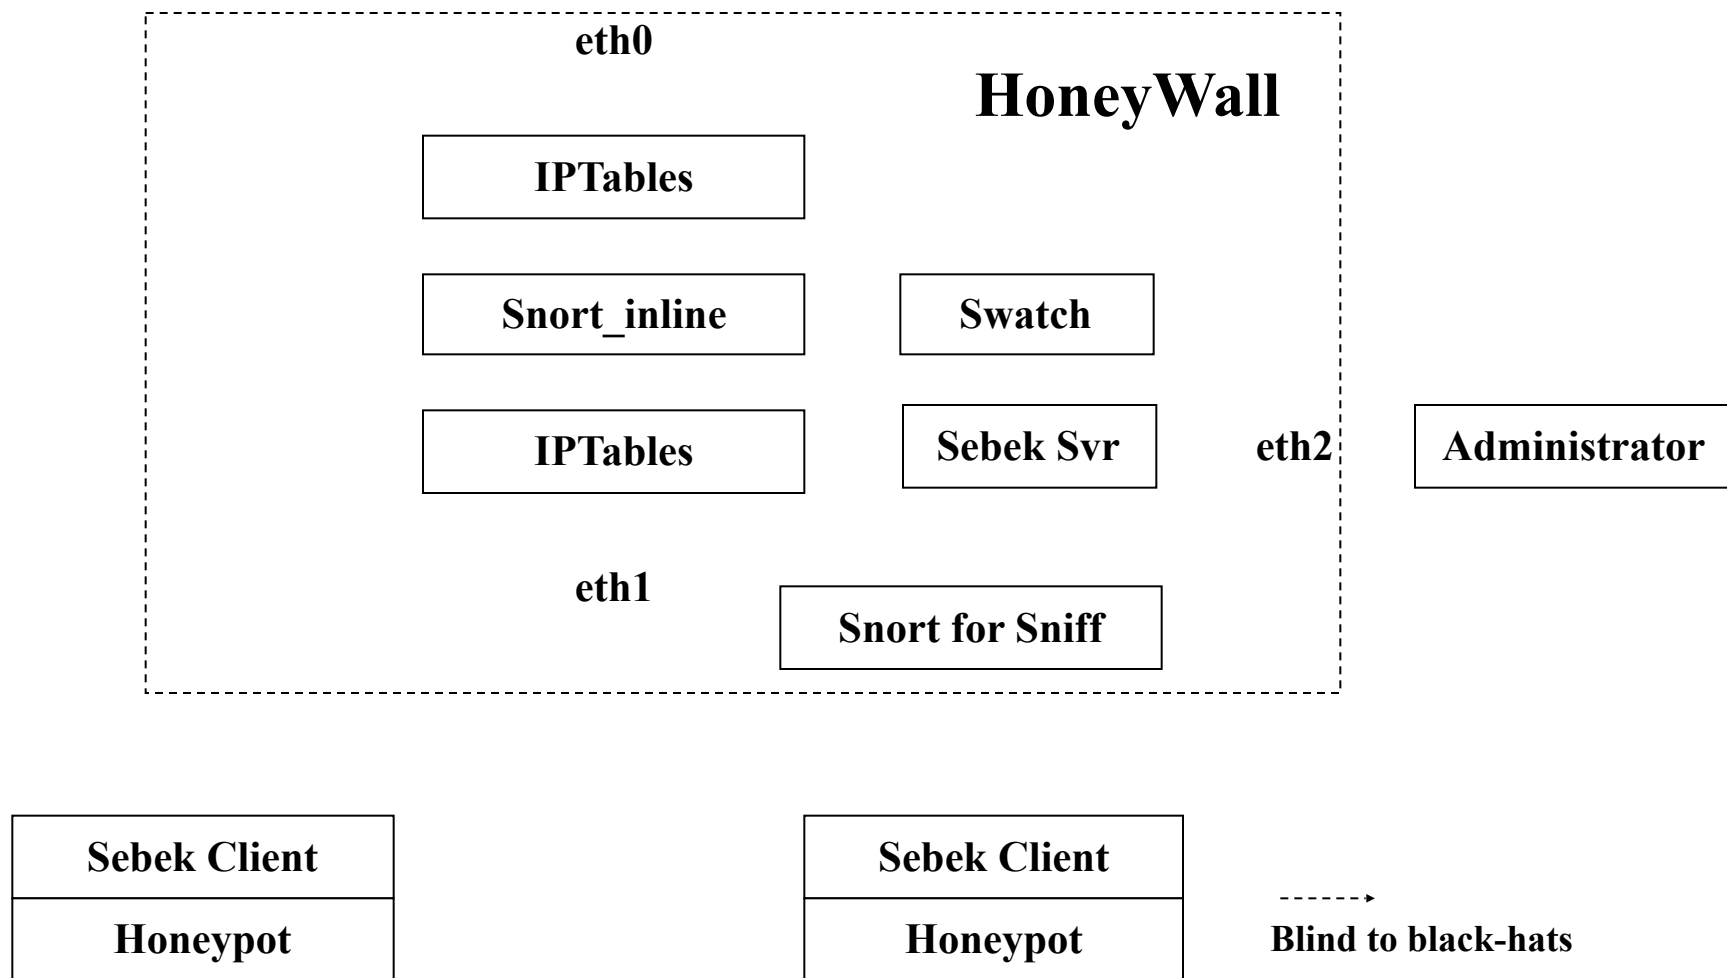 eth0
HoneyWall
IPTables
Snort_inline
Swatch
IPTables
Sebek Svr
eth2
Administrator
eth1
Snort for Sniff
Sebek Client
Sebek Client
Honeypot
Honeypot
Blind to black-hats